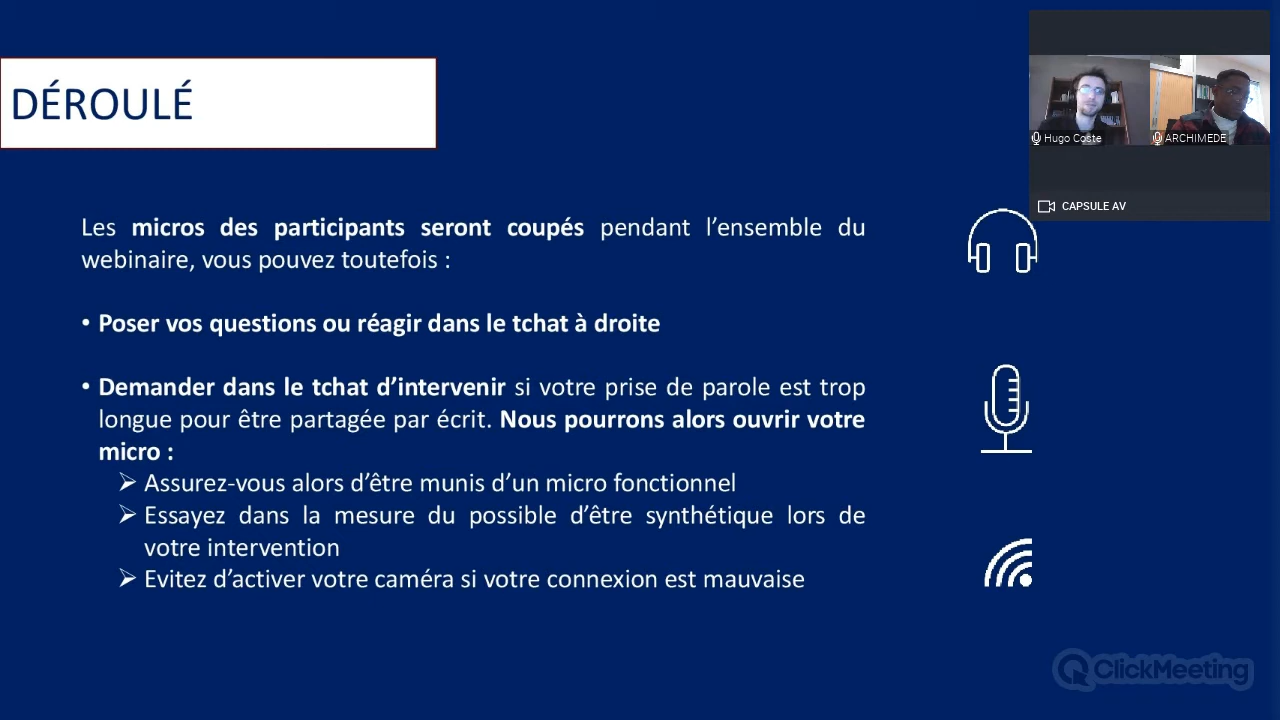 DÉROULÉ
Hugo Coste
ARCHIMEDE
CAPSULE AV
Les micros des participants seront coupés pendant l’ensemble du
webinaire, vous pouvez toutefois :
• Poser vos questions ou réagir dans le tchat à droite
• Demander dans le tchat d’intervenir si votre prise de parole est trop
longue pour être partagée par écrit. Nous pourrons alors ouvrir votre
micro :
➢ Assurez-vous alors d’être munis d’un micro fonctionnel
➢ Essayez dans la mesure du possible d’être synthétique lors de
votre intervention
➢ Evitez d’activer votre caméra si votre connexion est mauvaise
ClickMeeting